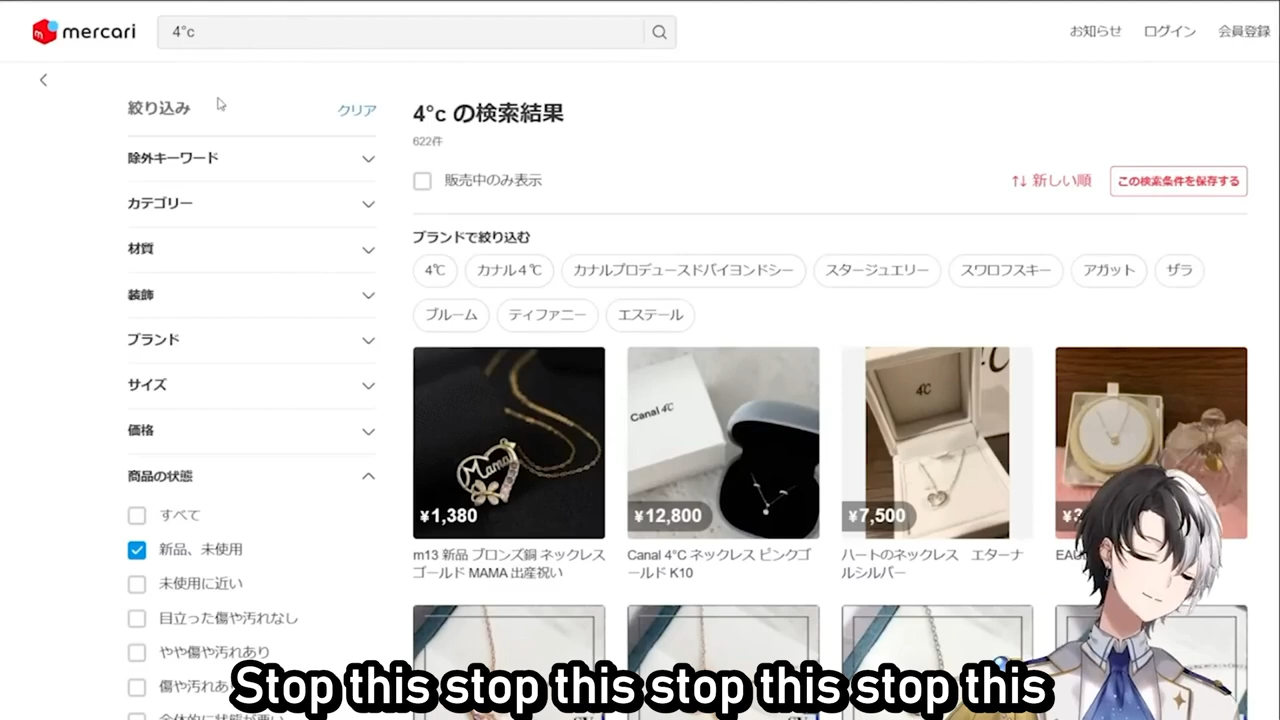 mercari
4°c
お知らせ
ログイン
会員登録
絞り込み
クリア
除外キーワード
カテゴリー
材質
装飾
ブランド
サイズ
価格
商品の状態
すべて
新品、未使用
未使用に近い
目立った傷や汚れなし
やや傷や汚れあり
傷や汚れあ
4°c の検索結果
622件
販売中のみ表示
新しい順
この検索条件を保存する
ブランドで絞り込む
4℃
カナル4℃
カナルプロデュースドバイヨンドシー
スタージュエリー
スワロフスキー
アガット
ザラ
ブルーム
ティファニー
エステール
Mama
¥1,380
m13 新品 ブロンズ銅 ネックレス
ゴールド MAMA 出産祝い
Canal 4℃
¥12,800
Canal 4°C ネックレス ピンクゴ
ールド K10
4℃
¥7,500
ハートのネックレス エターナ
ルシルバー
Stop this stop this stop this stop this